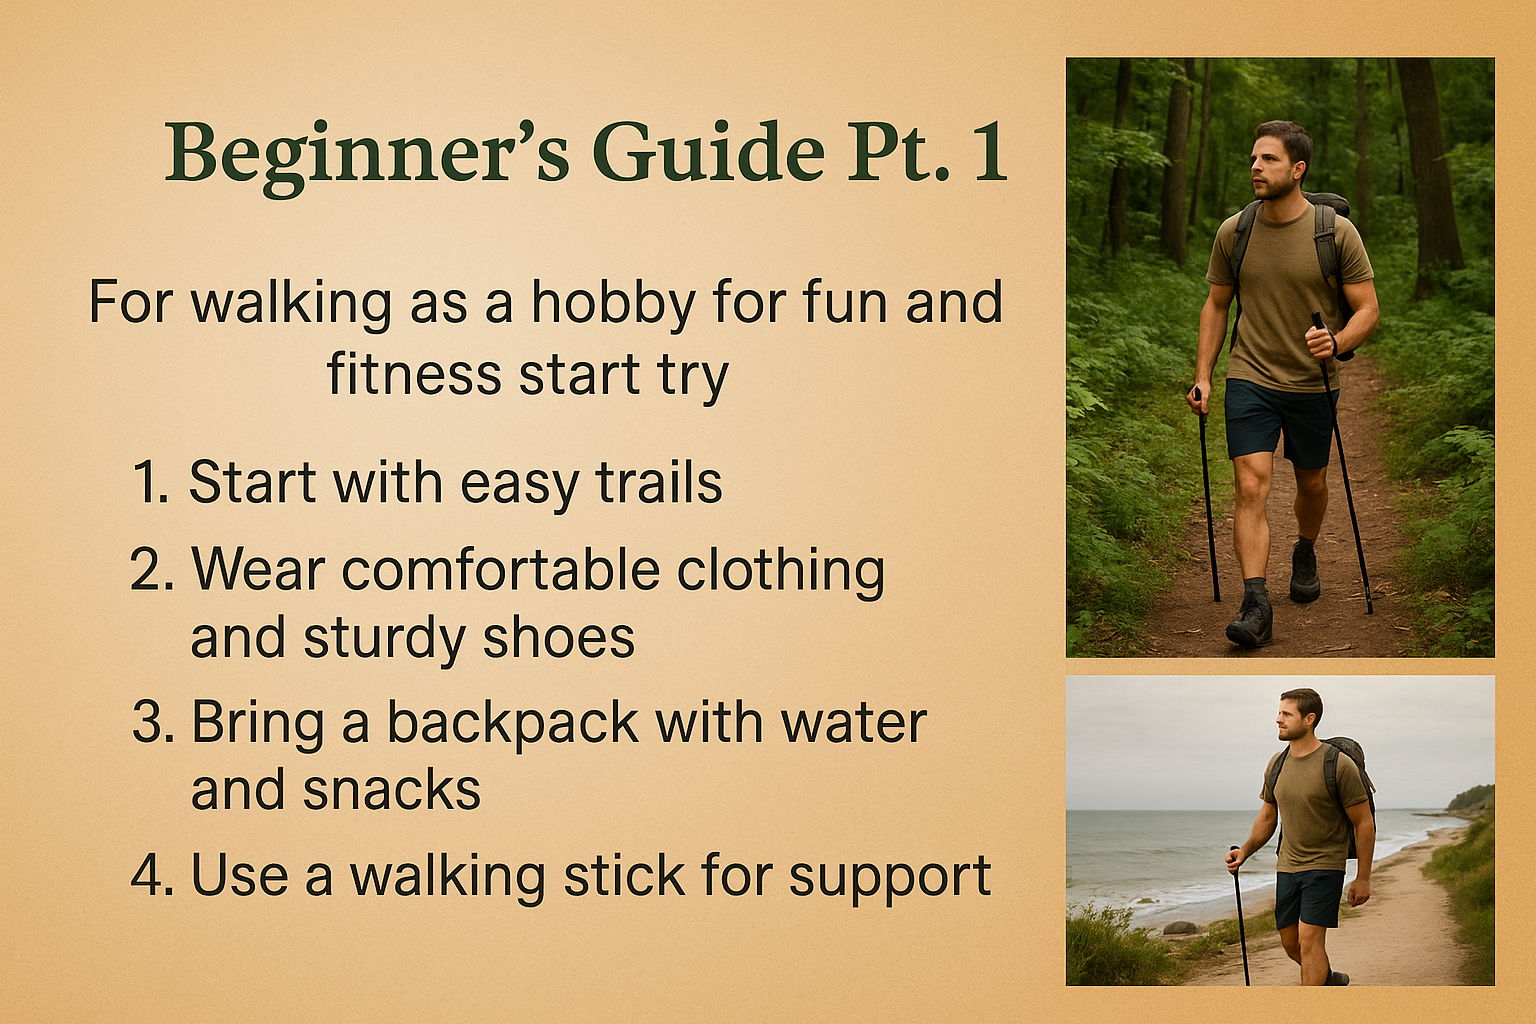 Beginner’s Guide Pt. 1
For walking as a hobby for fun and
fitness start try
1. Start with easy trails
2. Wear comfortable clothing
and sturdy shoes
3. Bring a backpack with water
and snacks
4. Use a walking stick for support